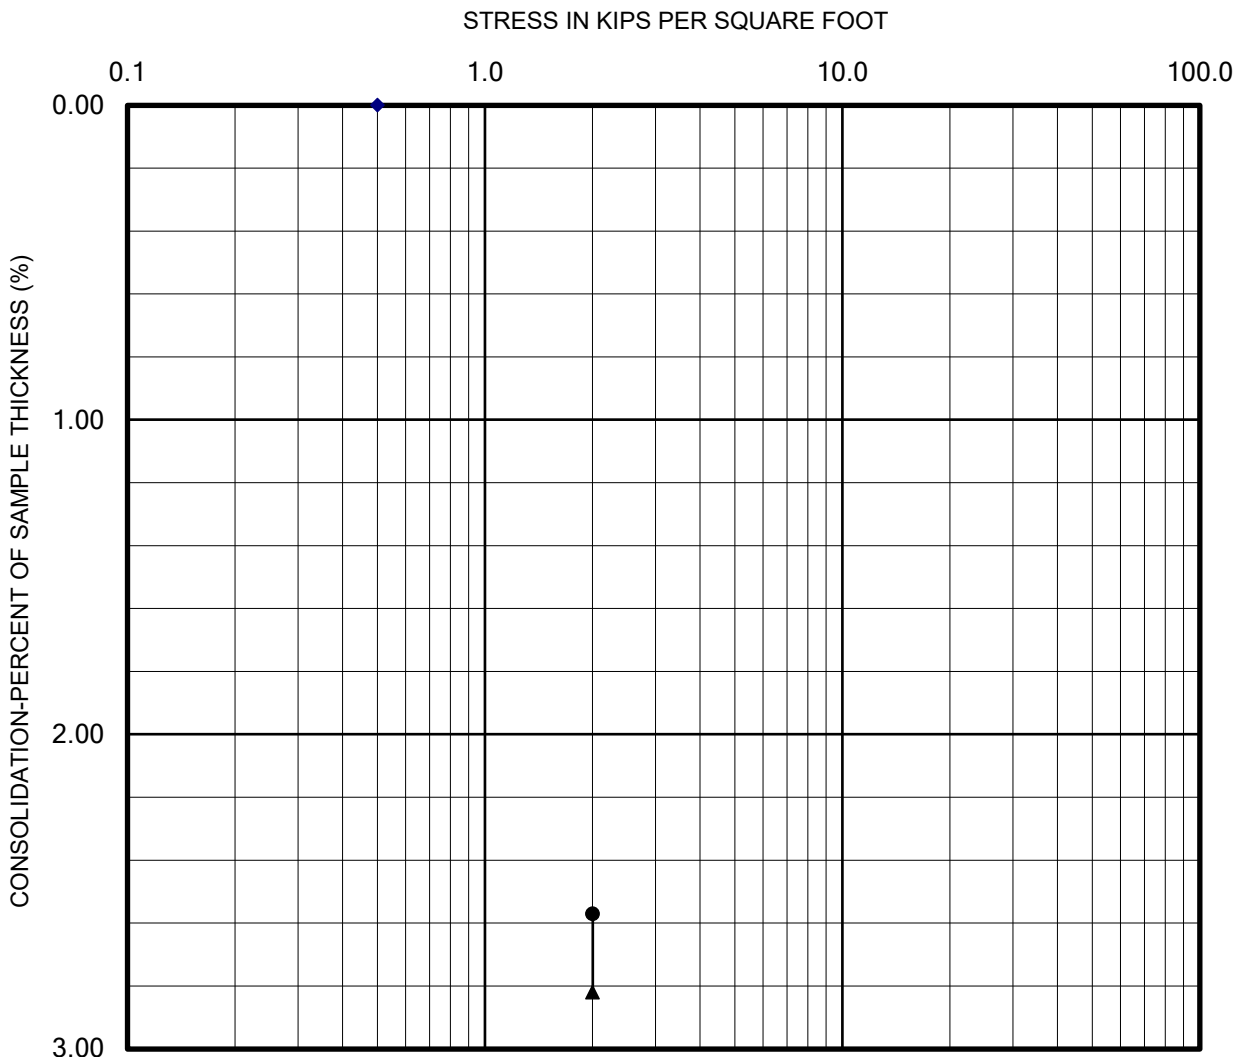 STRESS IN KIPS PER SQUARE FOOT
0.1 1.0 10.0 100.0
0.00
1.00
2.00
3.00
CONSOLIDATION-PERCENT OF SAMPLE THICKNESS (%)